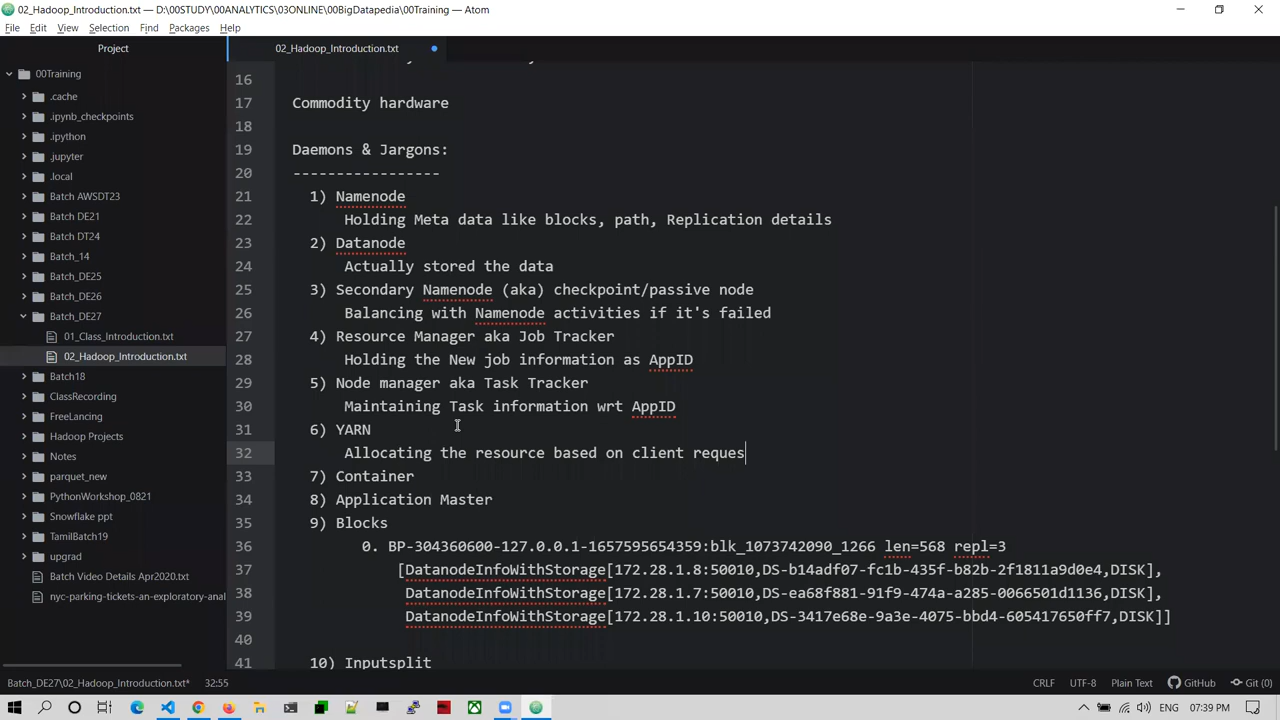 02_Hadoop_Introduction.txt — D:\00STUDY\00ANALYTICS\03ONLINE\00BigDatapedia\00Training — Atom
File Edit View Selection Find Packages Help
Project
02_Hadoop_Introduction.txt
00Training
.cache
.ipynb_checkpoints
.ipython
.jupyter
.local
Batch AWSDT23
Batch DE21
Batch DT24
Batch_14
Batch_DE25
Batch_DE26
Batch_DE27
01_Class_Introduction.txt
02_Hadoop_Introduction.txt
Batch18
ClassRecording
FreeLancing
Hadoop Projects
Notes
parquet_new
PythonWorkshop_0821
Snowflake ppt
TamilBatch19
upgrad
Batch Video Details Apr2020.txt
nyc-parking-tickets-an-exploratory-anal
16
17 Commodity hardware
18
19 Daemons & Jargons:
20 -----------------
21 1) Namenode
22 Holding Meta data like blocks, path, Replication details
23 2) Datanode
24 Actually stored the data
25 3) Secondary Namenode (aka) checkpoint/passive node
26 Balancing with Namenode activities if it's failed
27 4) Resource Manager aka Job Tracker
28 Holding the New job information as AppID
29 5) Node manager aka Task Tracker
30 Maintaining Task information wrt AppID
31 6) YARN
32 Allocating the resource based on client reques
33 7) Container
34 8) Application Master
35 9) Blocks
36 0. BP-304360600-127.0.0.1-1657595654359:blk_1073742090_1266 len=568 repl=3
37 [DatanodeInfoWithStorage[172.28.1.8:50010,DS-b14adf07-fc1b-435f-b82b-2f1811a9d0e4,DISK],
38 DatanodeInfoWithStorage[172.28.1.7:50010,DS-ea68f881-91f9-474a-a285-0066501d1136,DISK],
39 DatanodeInfoWithStorage[172.28.1.10:50010,DS-3417e68e-9a3e-4075-bbd4-605417650ff7,DISK]]
40
41 10) Inputsplit
Batch_DE27\02_Hadoop_Introduction.txt* 32:55 CRLF UTF-8 Plain Text GitHub Git (0)
ENG 07:39 PM